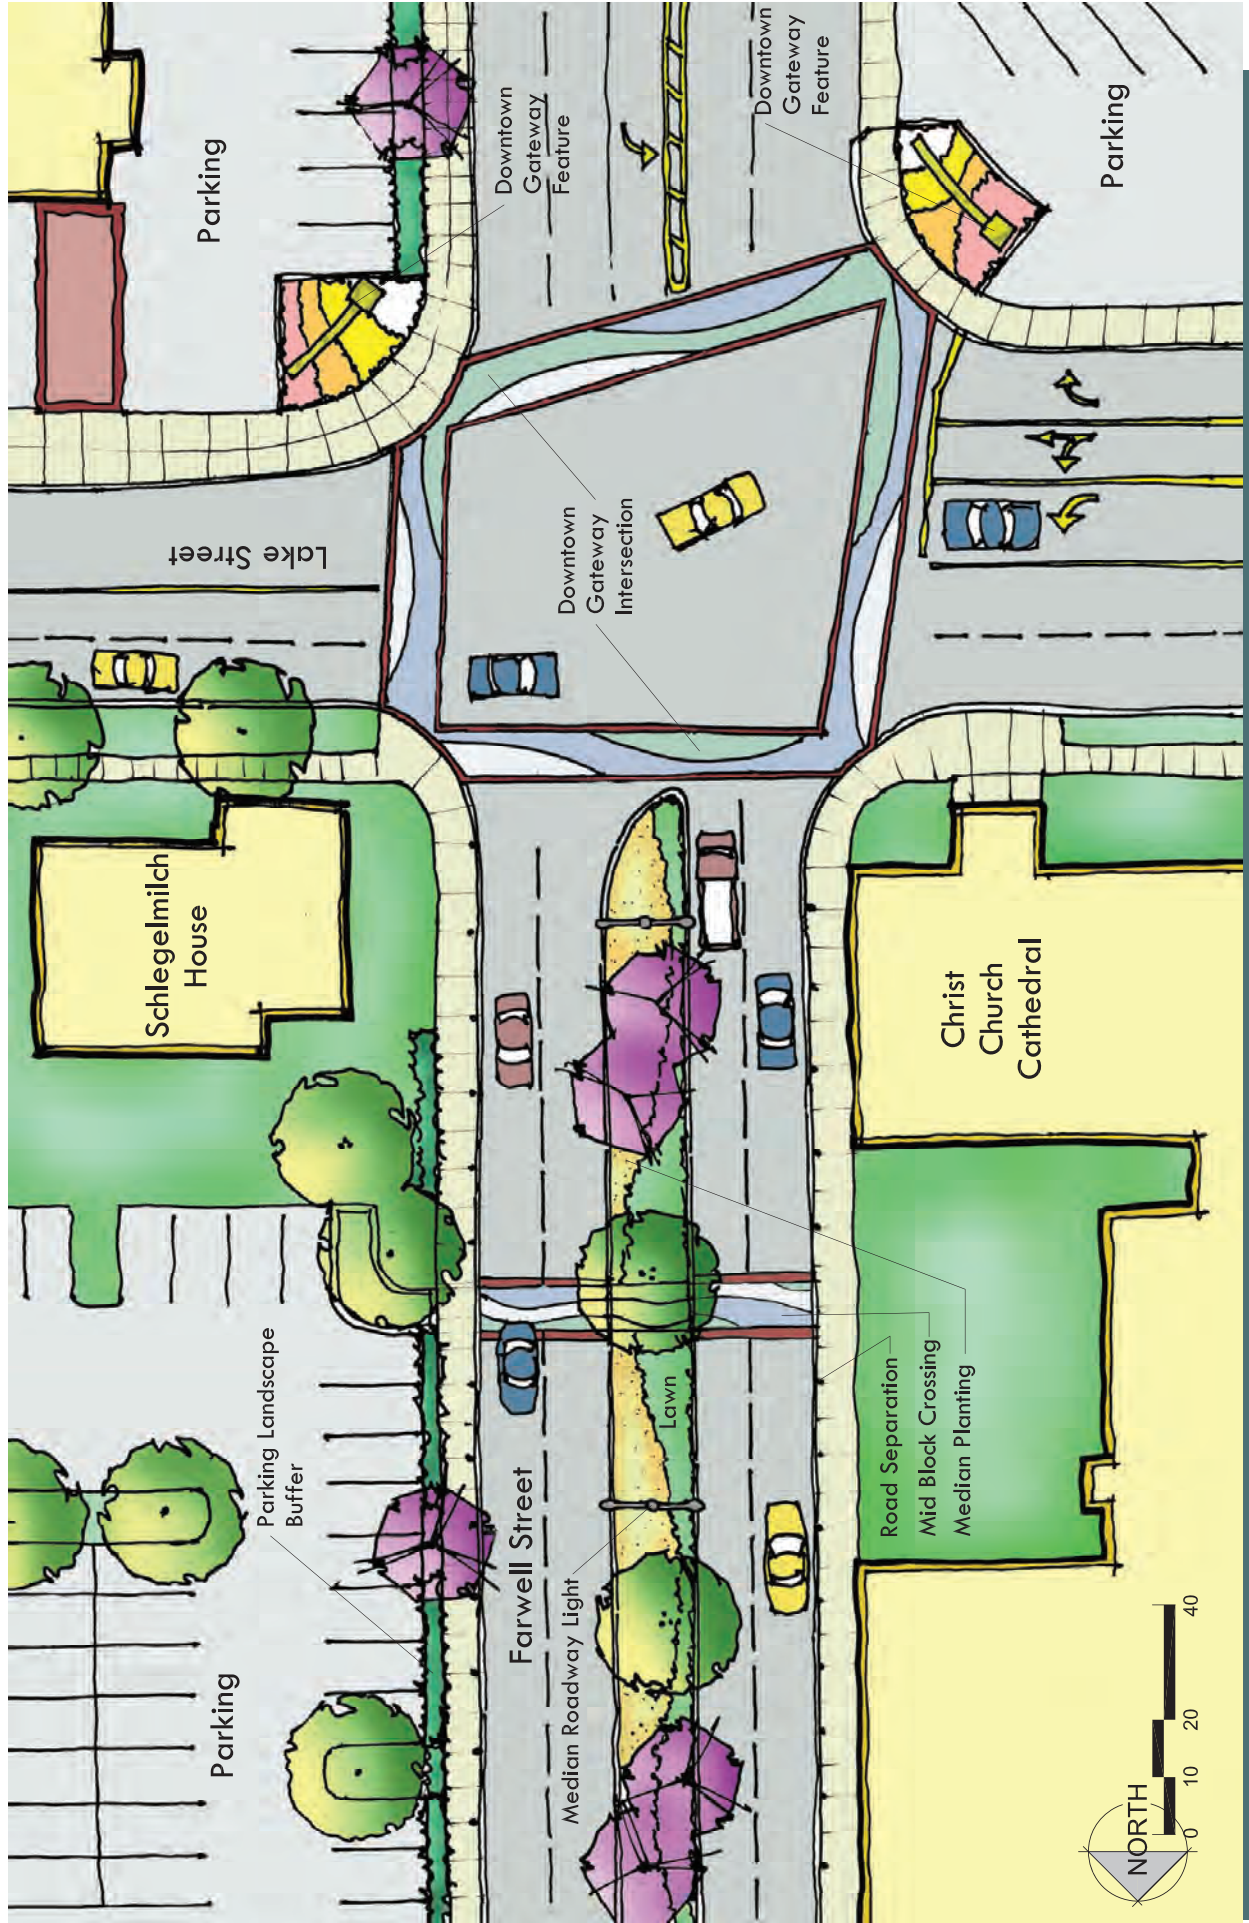 Parking
Downtown
Gateway
Feature
Downtown
Gateway
Feature
Parking
Lake Street
Downtown
Gateway
Intersection
Schlegelmilch
House
Christ
Church
Cathedral
Parking Landscape
Buffer
Lawn
Road Separation
Mid Block Crossing
Median Planting
Farwell Street
Median Roadway Light
Parking
NORTH
0 10 20 40